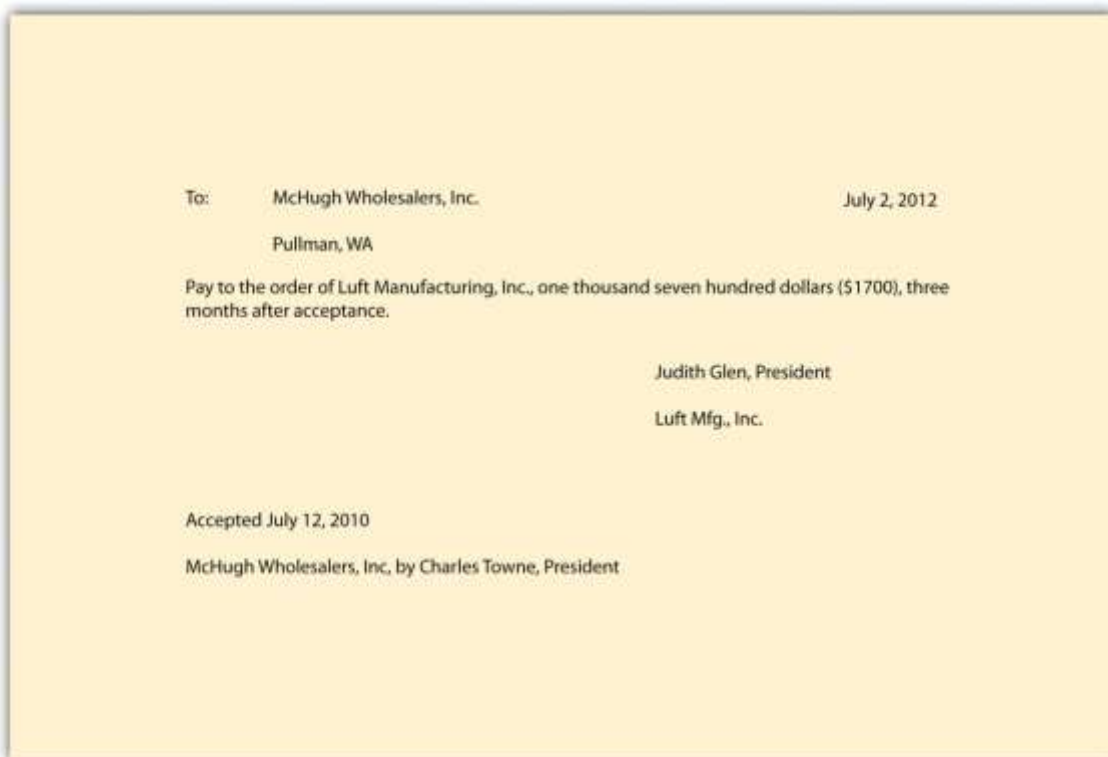 To: McHugh Wholesalers, Inc. July 2, 2012
Pullman, WA
Pay to the order of Luft Manufacturing, Inc., one thousand seven hundred dollars ($1700), three
months after acceptance.
Judith Glen, President
Luft Mfg., Inc.
Accepted July 12, 2010
McHugh Wholesalers, Inc, by Charles Towne, President